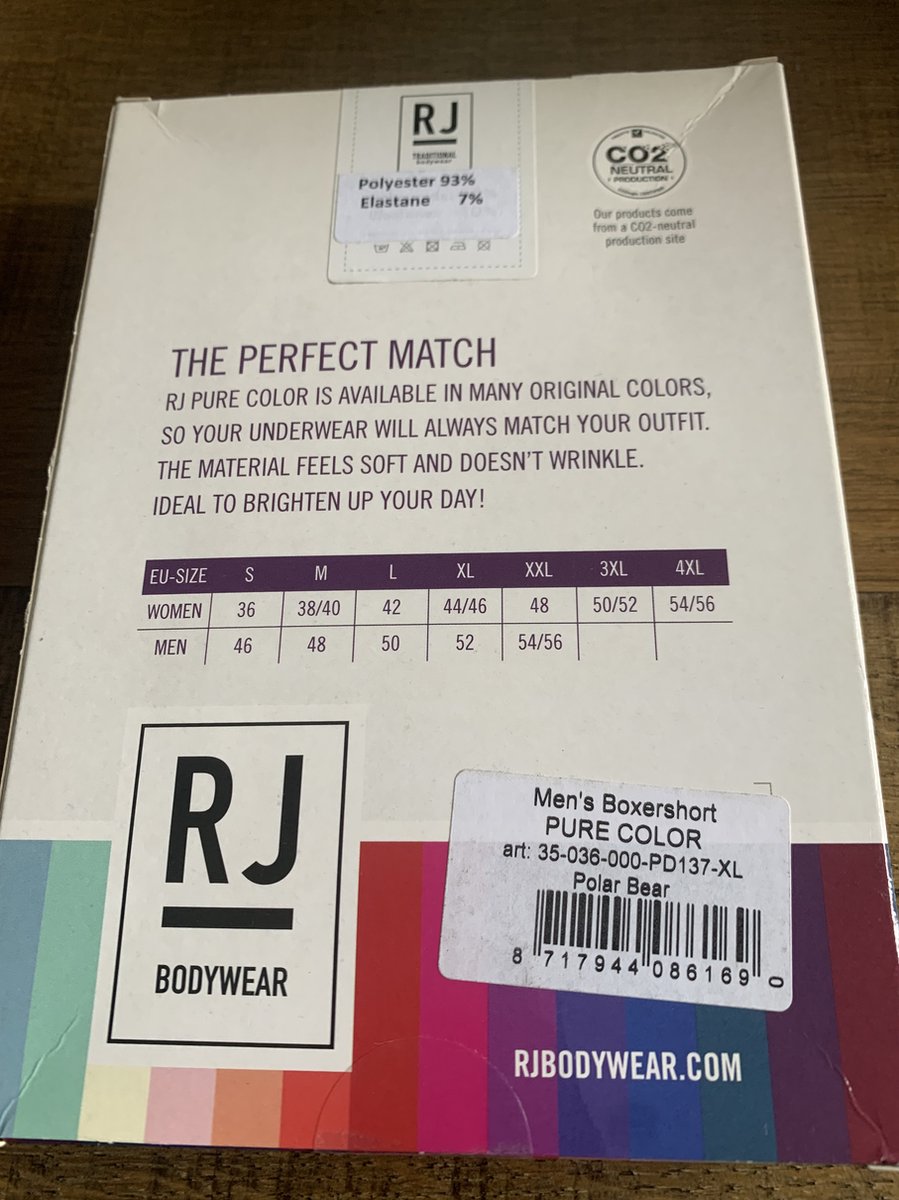 RJ
TRADITIONAL
bodywear
Polyester 93%
Elastane 7%
CO2
NEUTRAL
PRODUCTION
Our products come
from a CO2-neutral
production site
THE PERFECT MATCH
RJ PURE COLOR IS AVAILABLE IN MANY ORIGINAL COLORS,
SO YOUR UNDERWEAR WILL ALWAYS MATCH YOUR OUTFIT.
THE MATERIAL FEELS SOFT AND DOESN'T WRINKLE.
IDEAL TO BRIGHTEN UP YOUR DAY!
EU-SIZE S M L XL XXL 3XL 4XL
WOMEN 36 38/40 42 44/46 48 50/52 54/56
MEN 46 48 50 52 54/56
RJ
BODYWEAR
Men's Boxershort
PURE COLOR
art: 35-036-000-PD137-XL
Polar Bear
8 717944 086169 0
RJBODYWEAR.COM